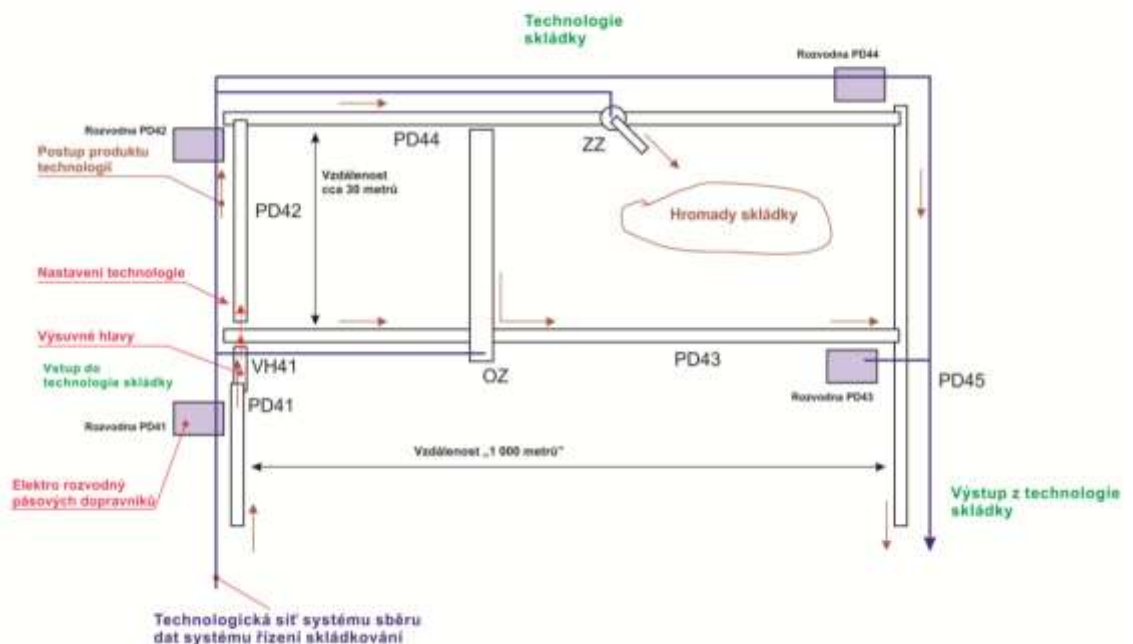 Technologie
skládky
Rozvodna PD44
Rozvodna PD42
PD44
ZZ
Postup produktu
technologií
Vzdálenost
cca 30 metrů
PD42
Hromady skládky
Nastavení technologie
Výsuvné hlavy
VH41
PD43
Vstup do
technologie skládky
OZ
PD45
PD41
Rozvodna PD43
Rozvodna PD41
Vzdálenost „1 000 metrů"
Elektro rozvodný
pásových dopravníků
Výstup z technologie
skládky
Technologická síť systému sběru
dat systému řízení skládkování